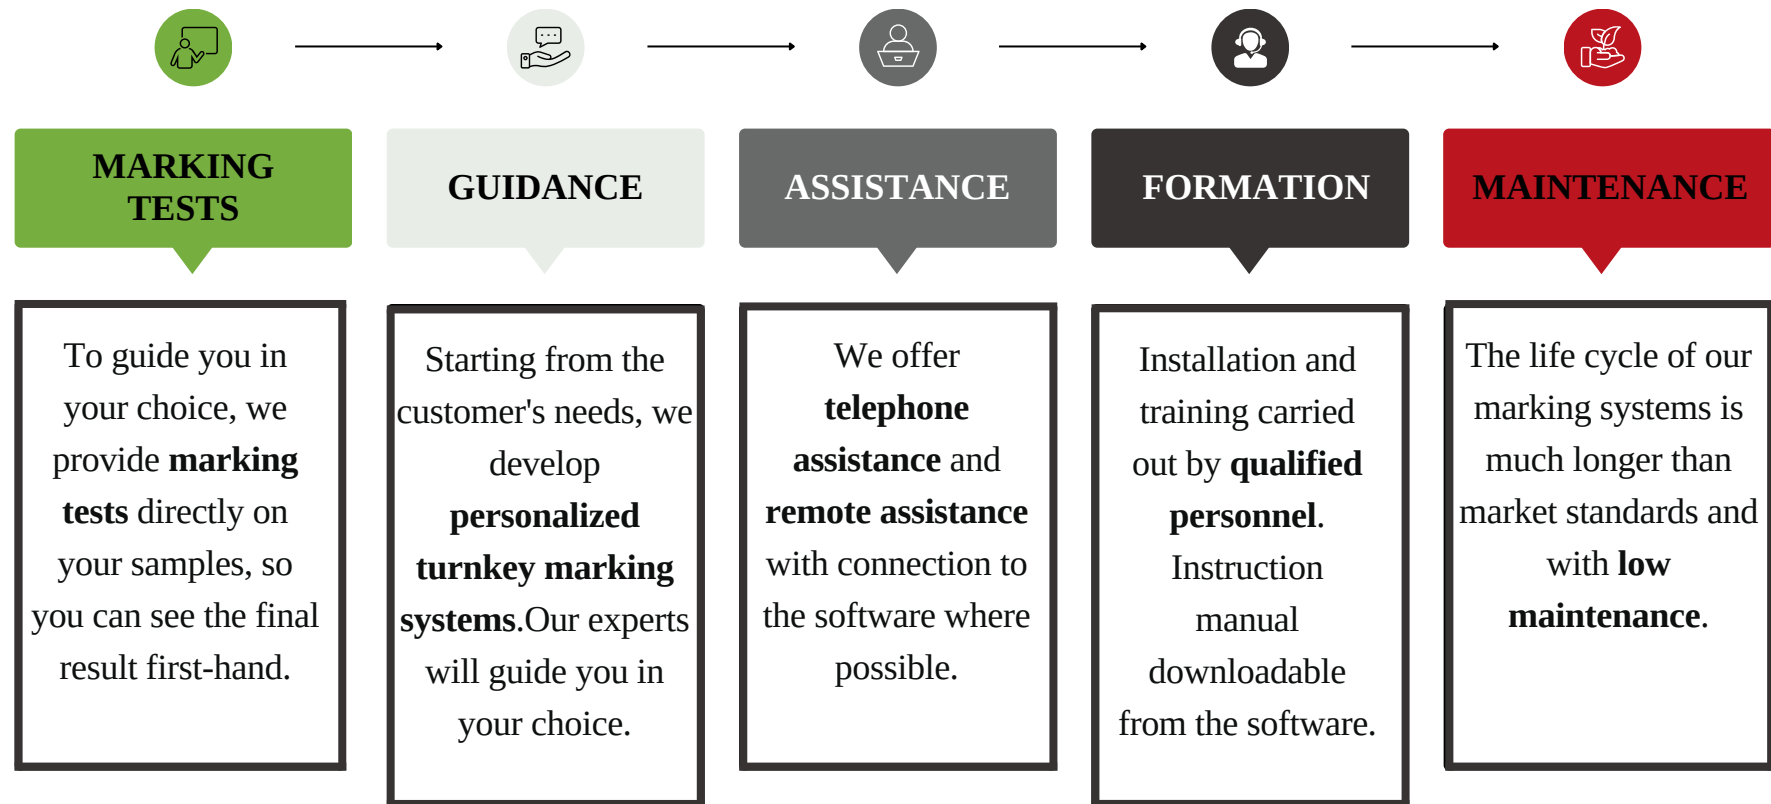 MARKING
TESTS
GUIDANCE
ASSISTANCE
FORMATION
MAINTENANCE
To guide you in
your choice, we
provide marking
tests directly on
your samples, so
you can see the final
result first-hand.
Starting from the
customer's needs, we
develop
personalized
turnkey marking
systems.Our experts
will guide you in
your choice.
We offer
telephone
assistance and
remote assistance
with connection to
the software where
possible.
Installation and
training carried
out by qualified
personnel.
Instruction
manual
downloadable
from the software.
The life cycle of our
marking systems is
much longer than
market standards and
with low
maintenance.